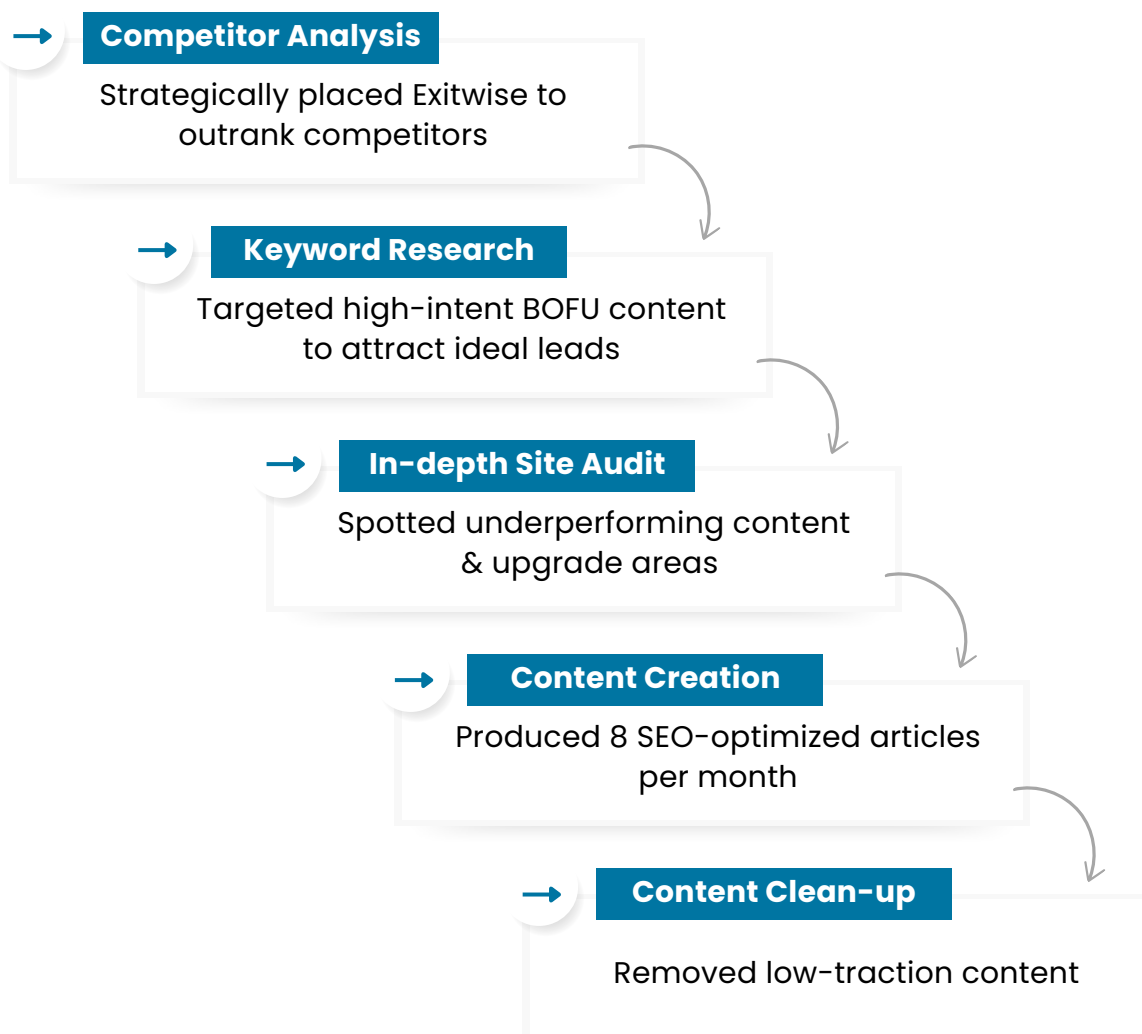 Competitor Analysis
Strategically placed Exitwise to
outrank competitors
Keyword Research
Targeted high-intent BOFU content
to attract ideal leads
In-depth Site Audit
Spotted underperforming content
& upgrade areas
Content Creation
Produced 8 SEO-optimized articles
per month
Content Clean-up
Removed low-traction content